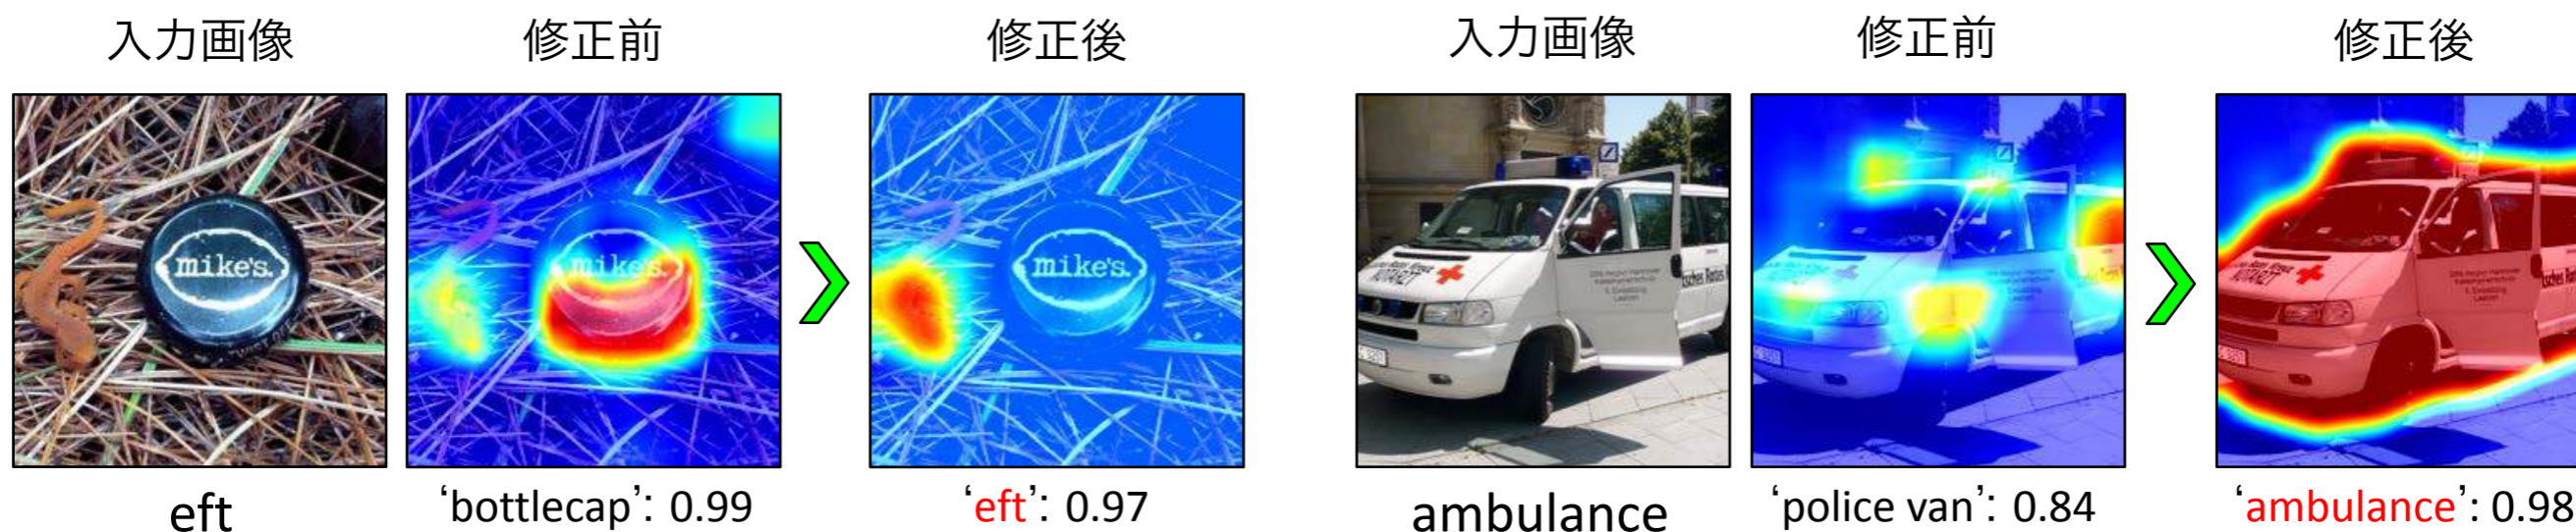 入力画像 修正前 修正後 入力画像 修正前 修正後
mike's. mike's. mike's.
NOTARZT
eft 'bottlecap': 0.99 'eft': 0.97 ambulance 'police van': 0.84 'ambulance': 0.98